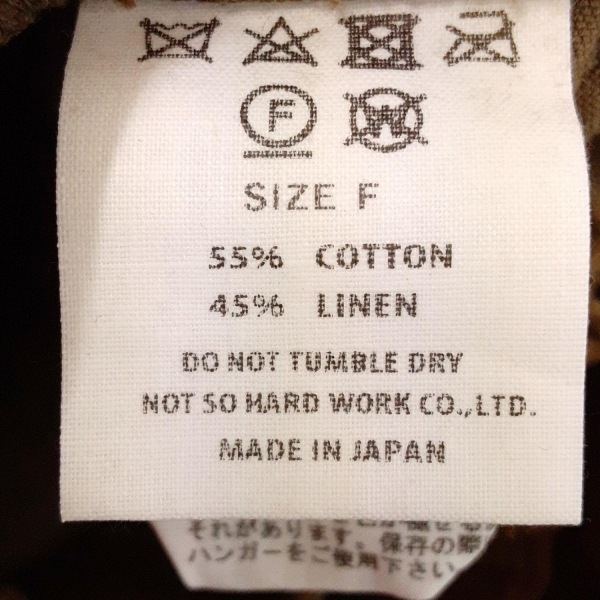 F W
SIZE F
55% COTTON
45% LINEN
DO NOT TUMBLE DRY
NOT SO HARD WORK CO.,LTD.
MADE IN JAPAN
それがあります。保存の際
ハンガーをご使用下さい